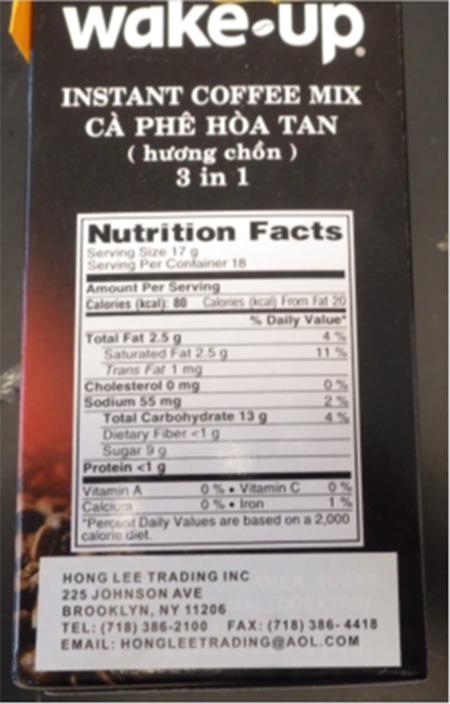 wake-up®
INSTANT COFFEE MIX
CÀ PHÊ HÒA TAN
( hương chồn )
3 in 1
Nutrition Facts
Serving Size 17 g
Serving Per Container 18
Amount Per Serving
Calories (kcal): 80 Calories (kcal) From Fat 20
% Daily Value*
Total Fat 2.5 g 4 %
Saturated Fat 2.5 g 11 %
Trans Fat 1 mg
Cholesterol 0 mg 0 %
Sodium 55 mg 2 %
Total Carbohydrate 13 g 4 %
Dietary Fiber <1 g
Sugar 9 g
Protein <1 g
Vitamin A 0 % • Vitamin C 0 %
Calcium 0 % • Iron 1 %
*Percent Daily Values are based on a 2,000
calorie diet.
HONG LEE TRADING INC
225 JOHNSON AVE
BROOKLYN, NY 11206
TEL: (718) 386-2100 FAX: (718) 386- 4418
EMAIL: HONGLEETRADING@AOL.COM